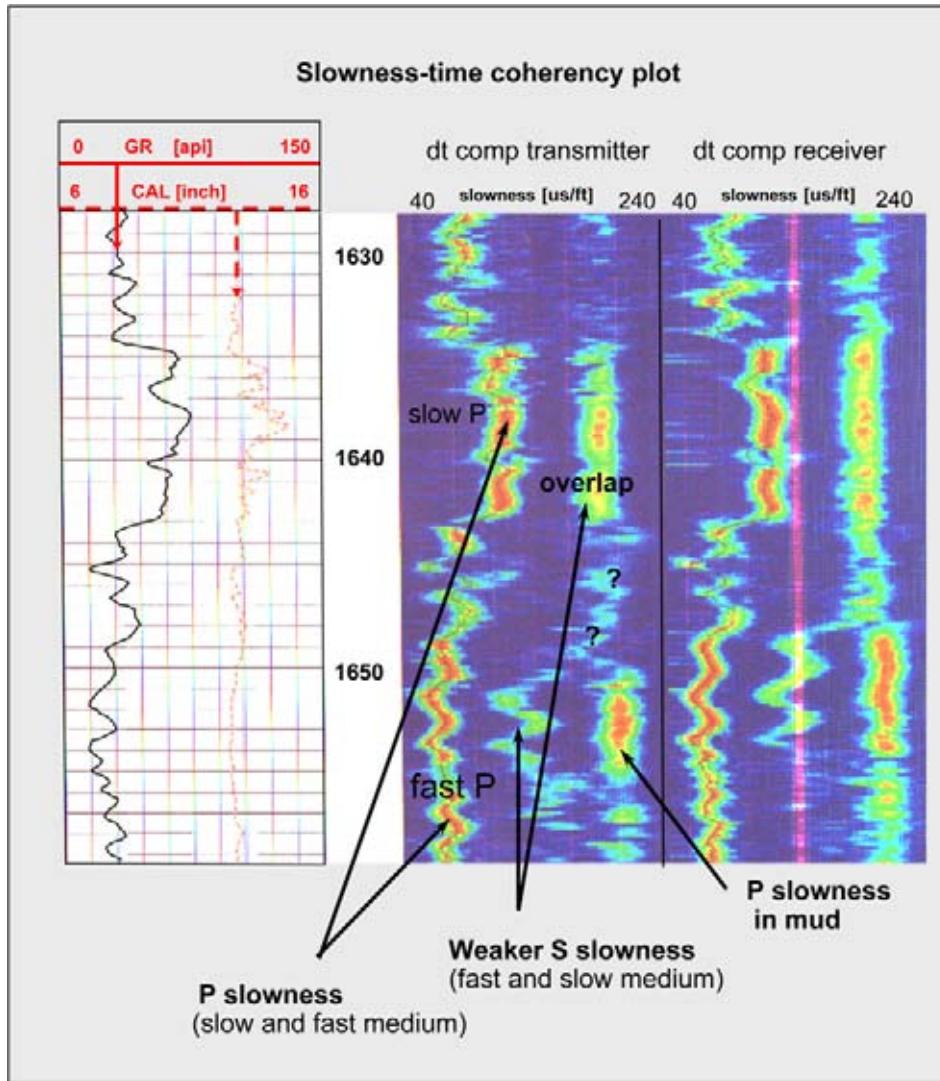 Slowness-time coherency plot
0 GR [api] 150
6 CAL [inch] 16
dt comp transmitter dt comp receiver
40 slowness [us/ft] 240 40 slowness [us/ft] 240
1630
slow P
1640
overlap
?
?
1650
fast P
P slowness
in mud
Weaker S slowness
(fast and slow medium)
P slowness
(slow and fast medium)